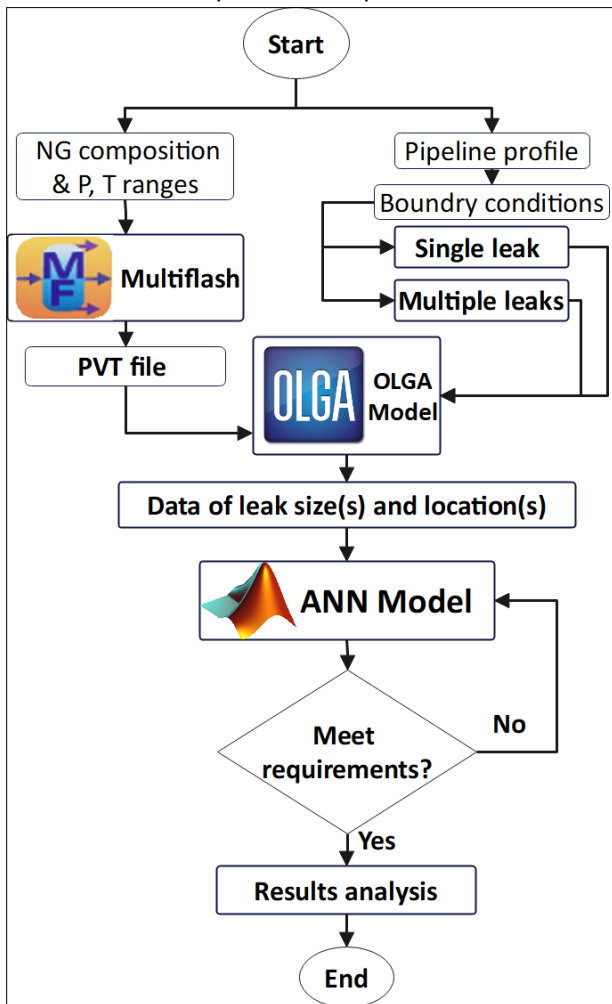 Start
NG composition
& P, T ranges
Pipeline profile
Boundry conditions
Single leak
Multiple leaks
MF
Multiflash
PVT file
OLGA
OLGA
Model
Data of leak size(s) and location(s)
ANN Model
Meet
requirements?
No
Yes
Results analysis
End